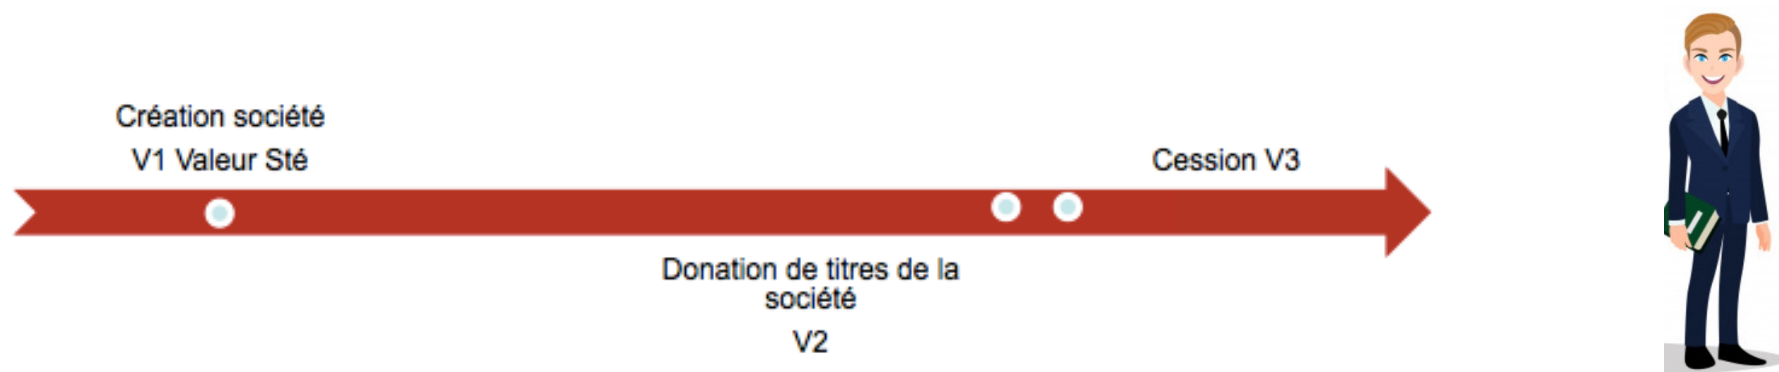 Création société
V1 Valeur Sté
Cession V3
Donation de titres de la
société
V2